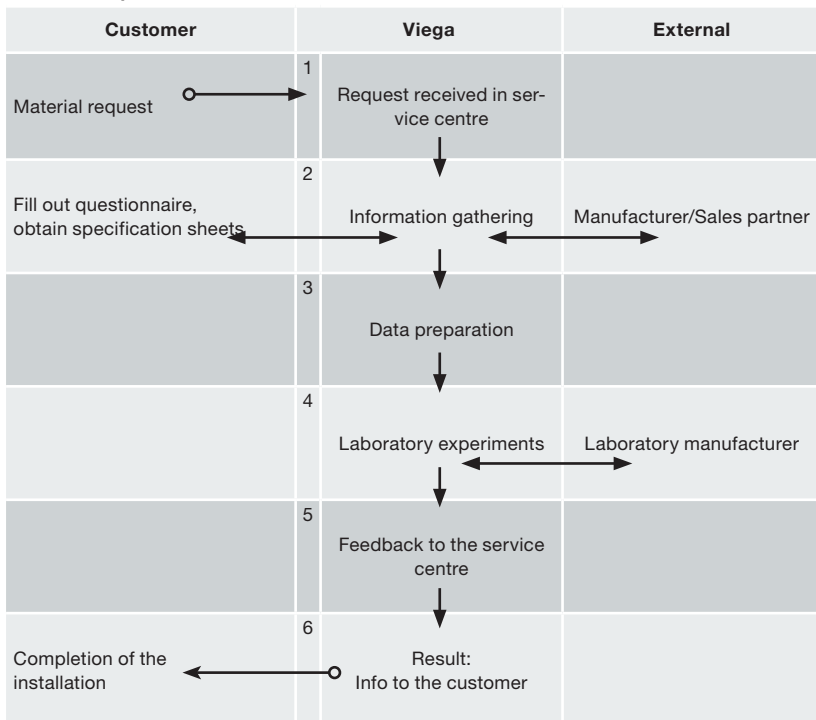 Customer
Viega
External
1
Material request
Request received in ser-
vice centre
2
Fill out questionnaire,
obtain specification sheets
Information gathering
Manufacturer/Sales partner
3
Data preparation
4
Laboratory experiments
Laboratory manufacturer
5
Feedback to the service
centre
6
Completion of the
installation
Result:
Info to the customer